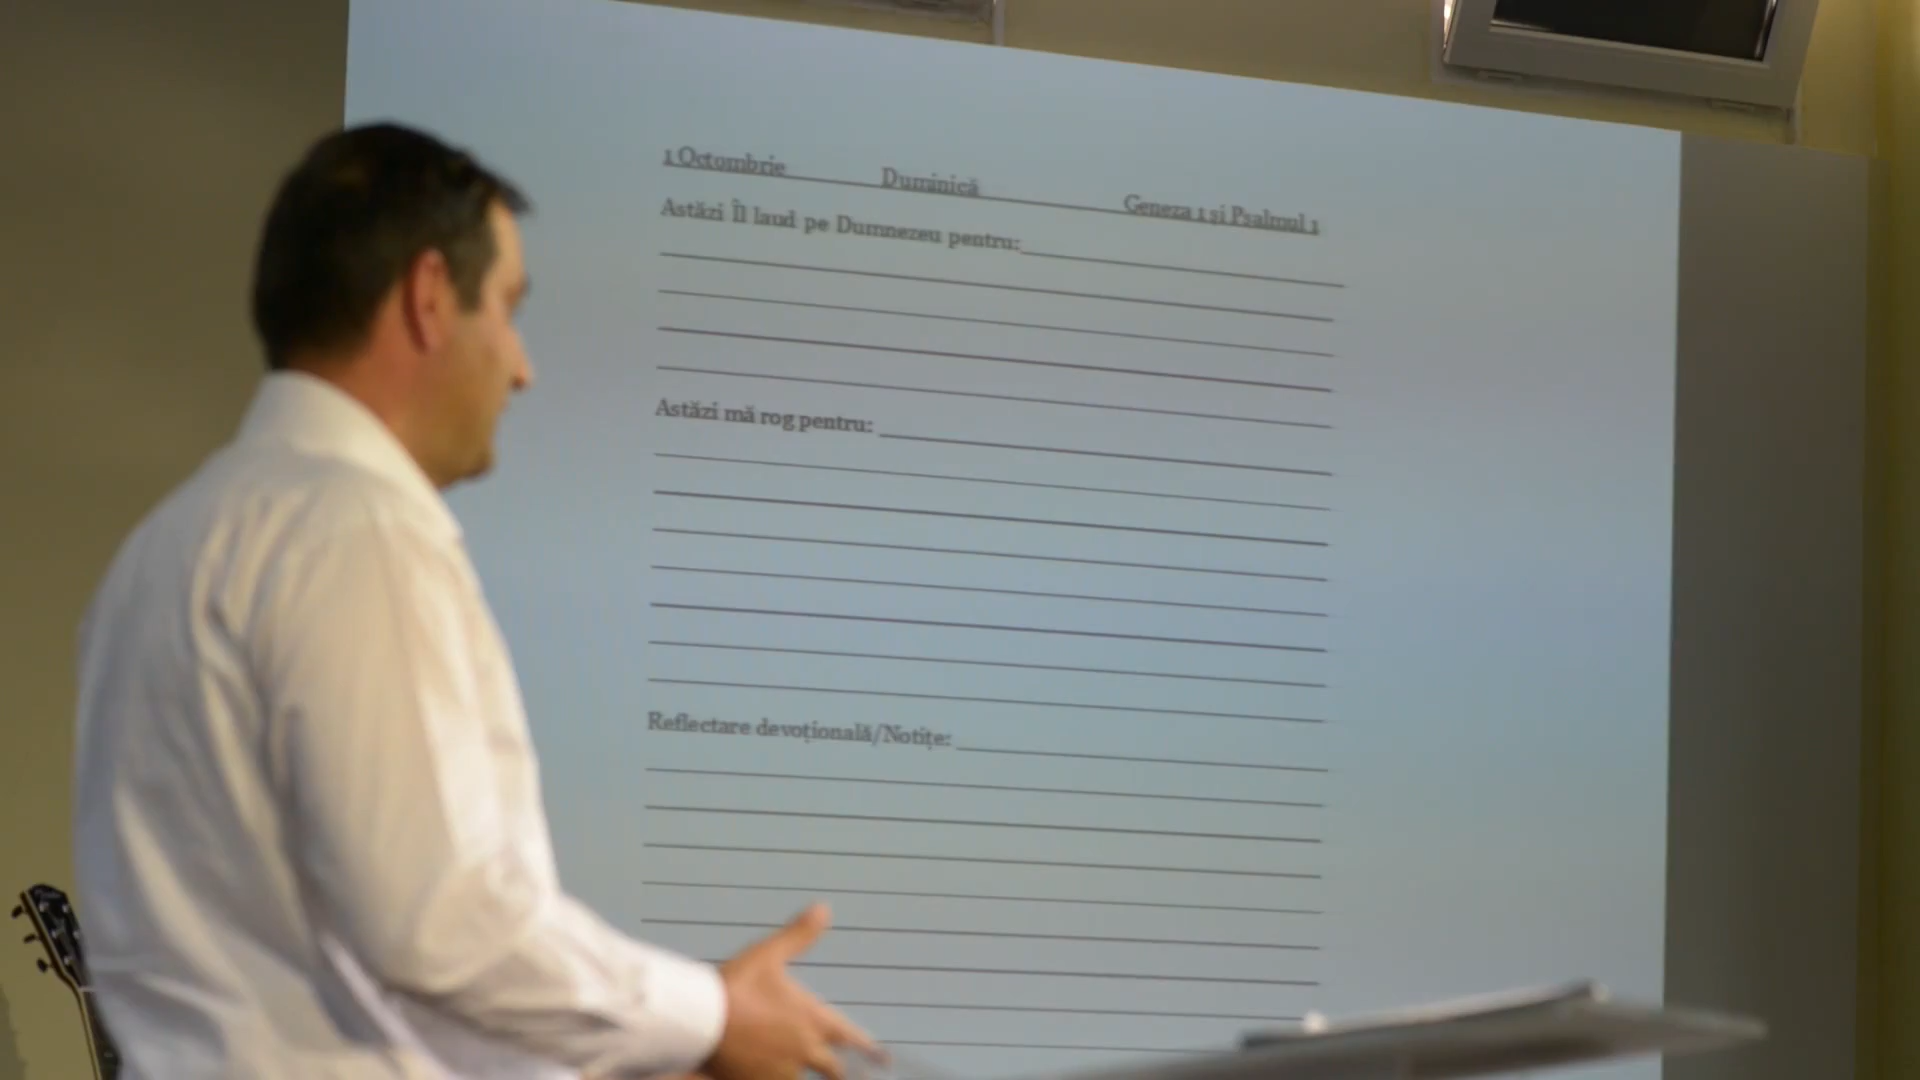 1 Octombrie Duminică Geneza 1 și Psalmul 1
Astăzi Îl laud pe Dumnezeu pentru:
Astăzi mă rog pentru:
Reflectare devoțională/Notițe: